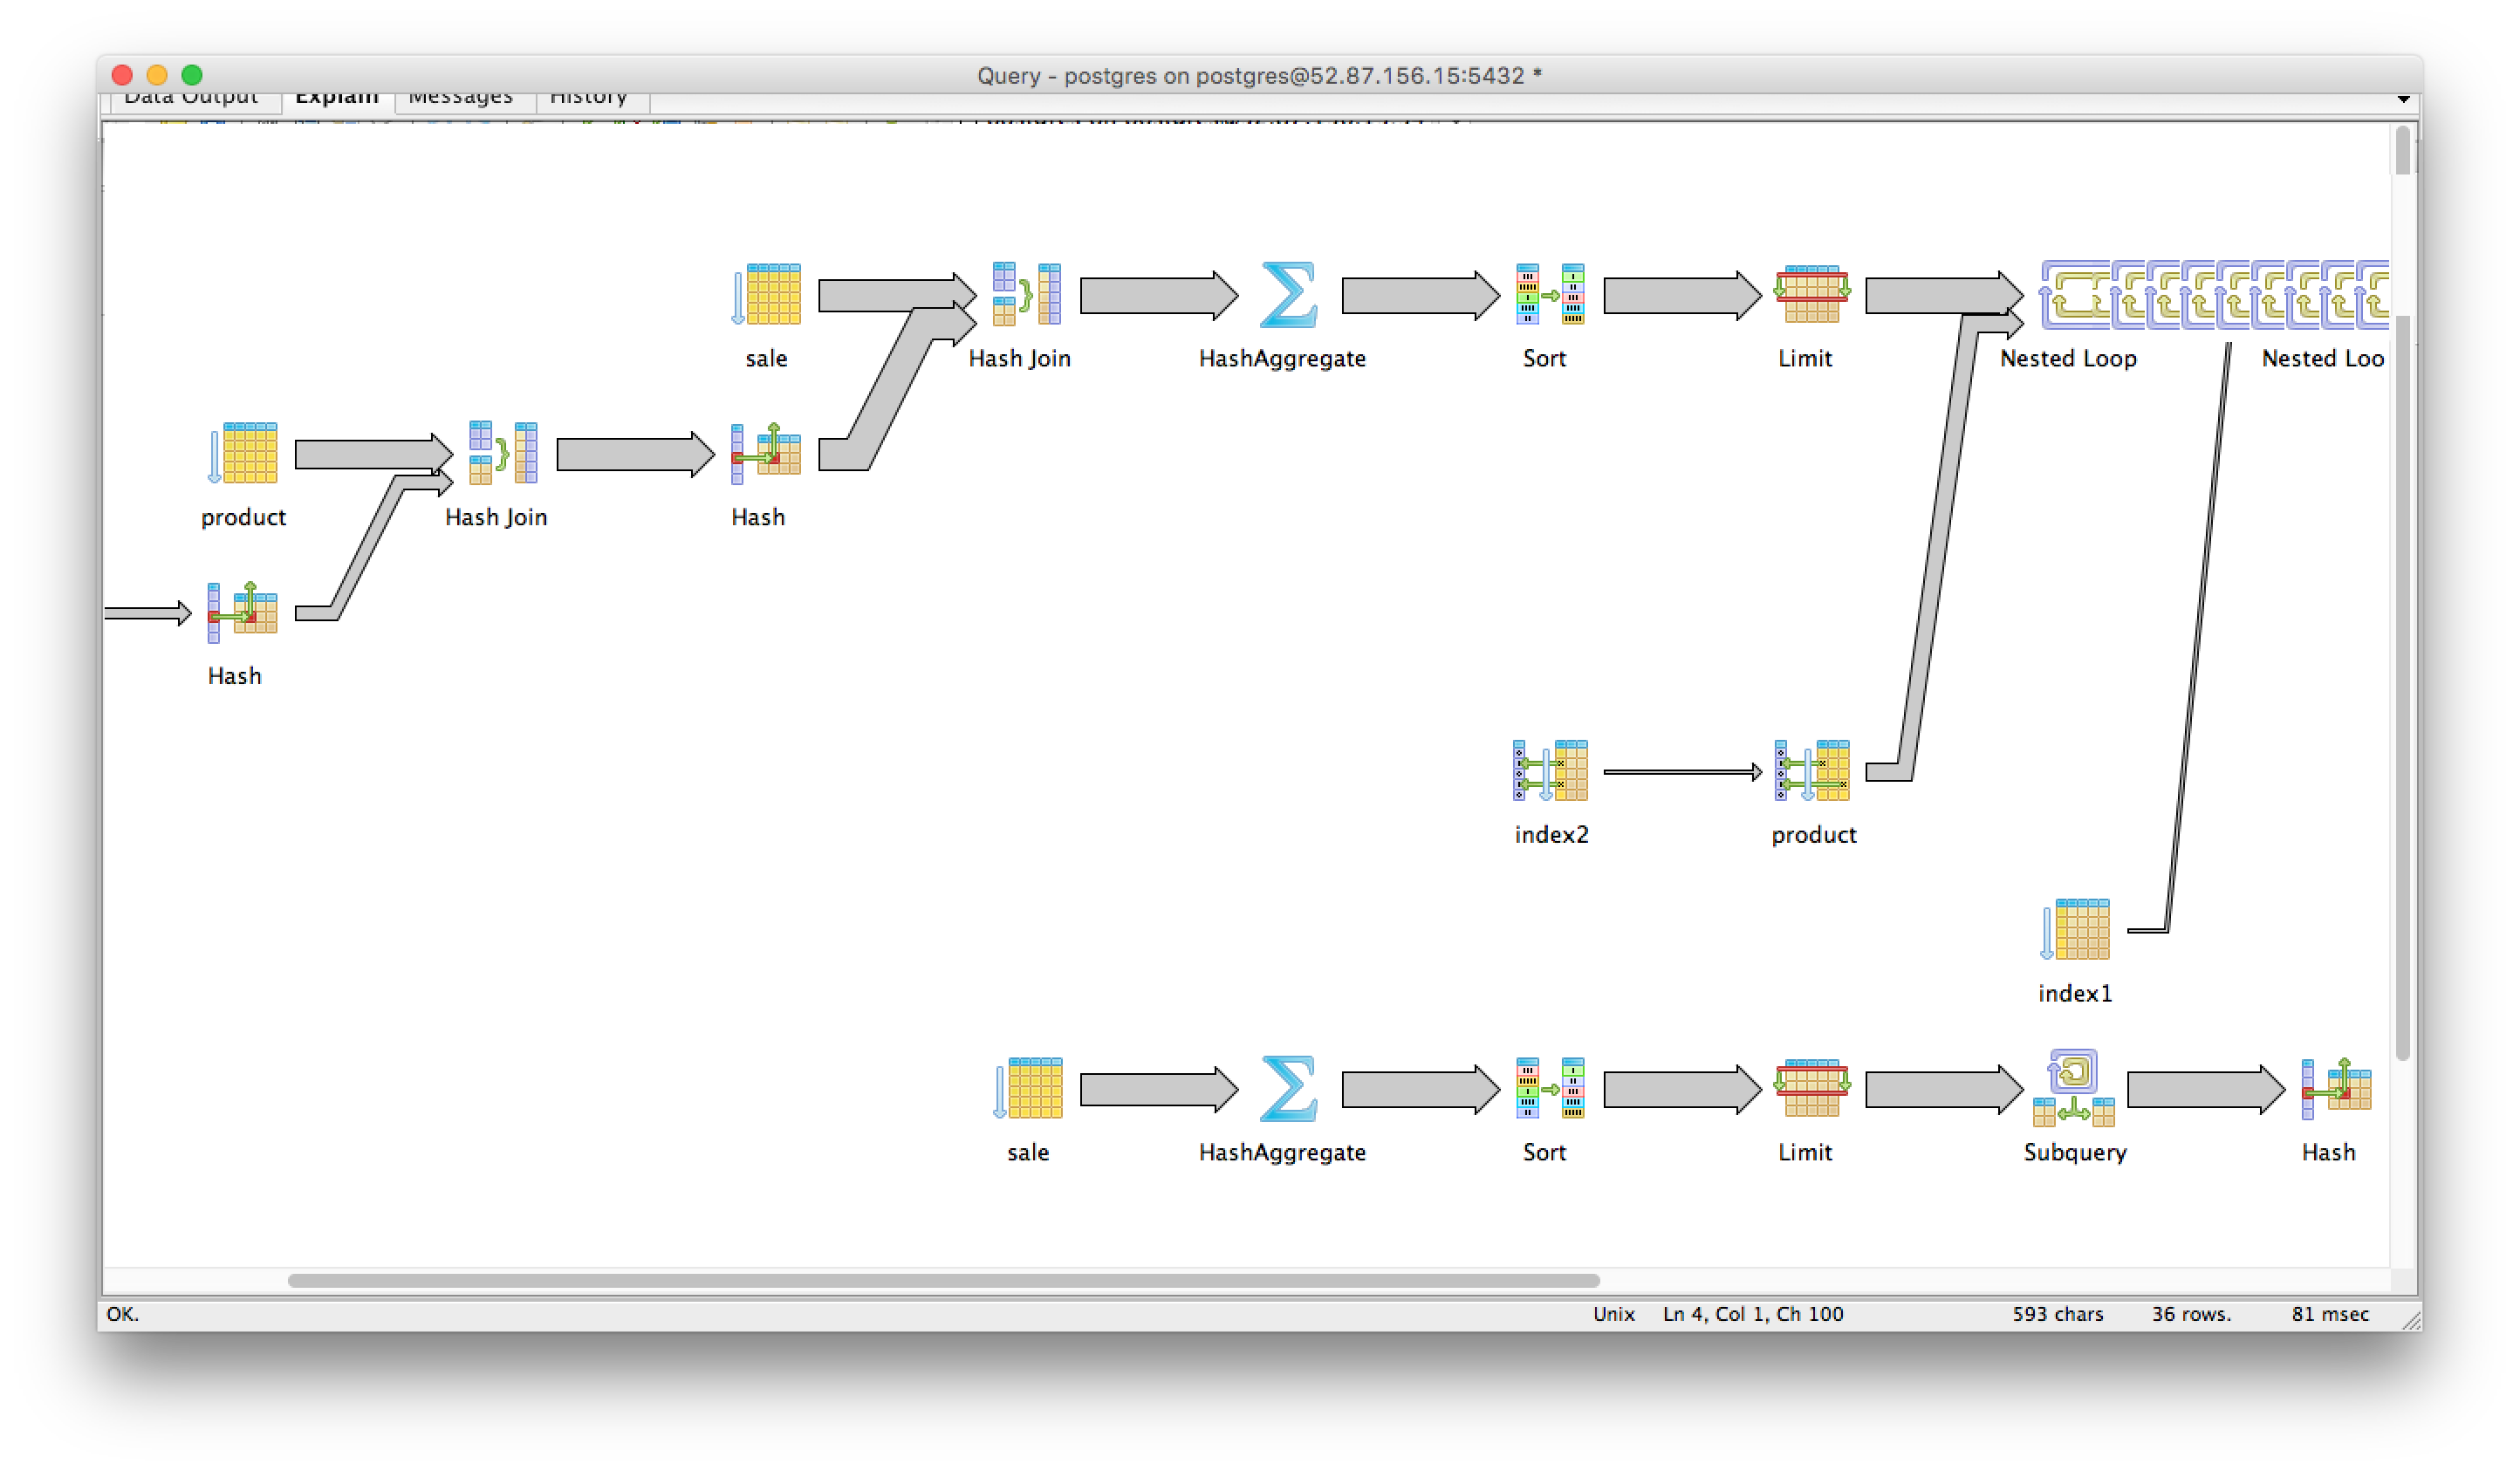 Query - postgres on postgres@52.87.156.15:5432 *
Data Output Explain Messages History
sale Hash Join HashAggregate Sort Limit Nested Loop Nested Loo
product Hash Join Hash
Hash
index2 product
index1
sale HashAggregate Sort Limit Subquery Hash
OK. Unix Ln 4, Col 1, Ch 100 593 chars 36 rows. 81 msec